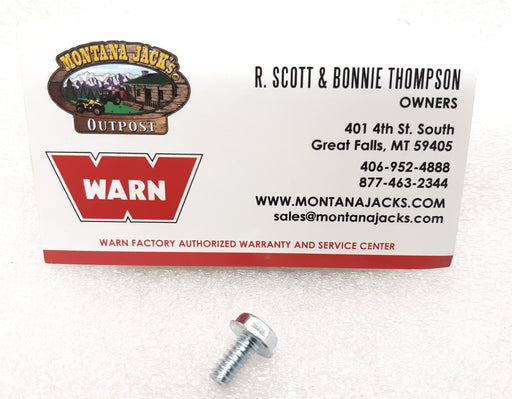 MONTANA JACK'S
OUTPOST
WARN
R. SCOTT & BONNIE THOMPSON
OWNERS
401 4th St. South
Great Falls, MT 59405
406-952-4888
877-463-2344
WWW.MONTANAJACKS.COM
sales@montanajacks.com
WARN FACTORY AUTHORIZED WARRANTY AND SERVICE CENTER